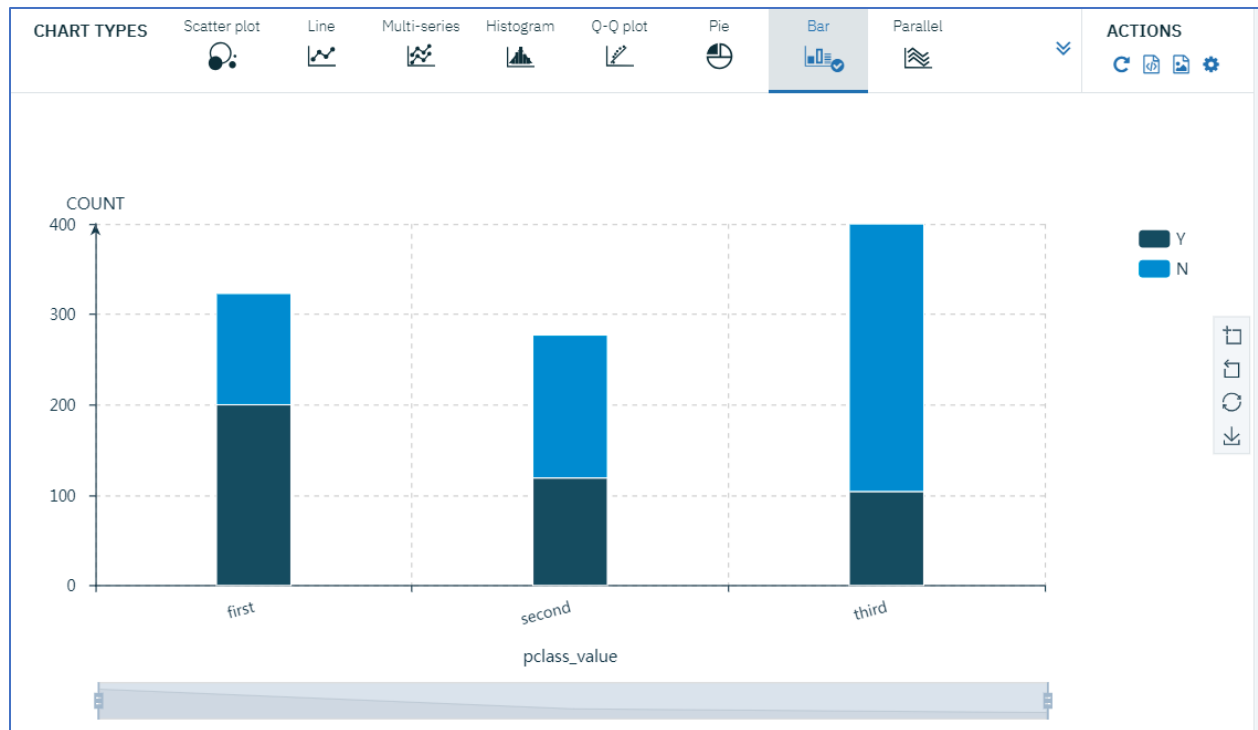 CHART TYPES
Scatter plot
Line
Multi-series
Histogram
Q-Q plot
Pie
Bar
Parallel
ACTIONS
COUNT
400
300
200
100
0
first
second
third
pclass_value
Y
N